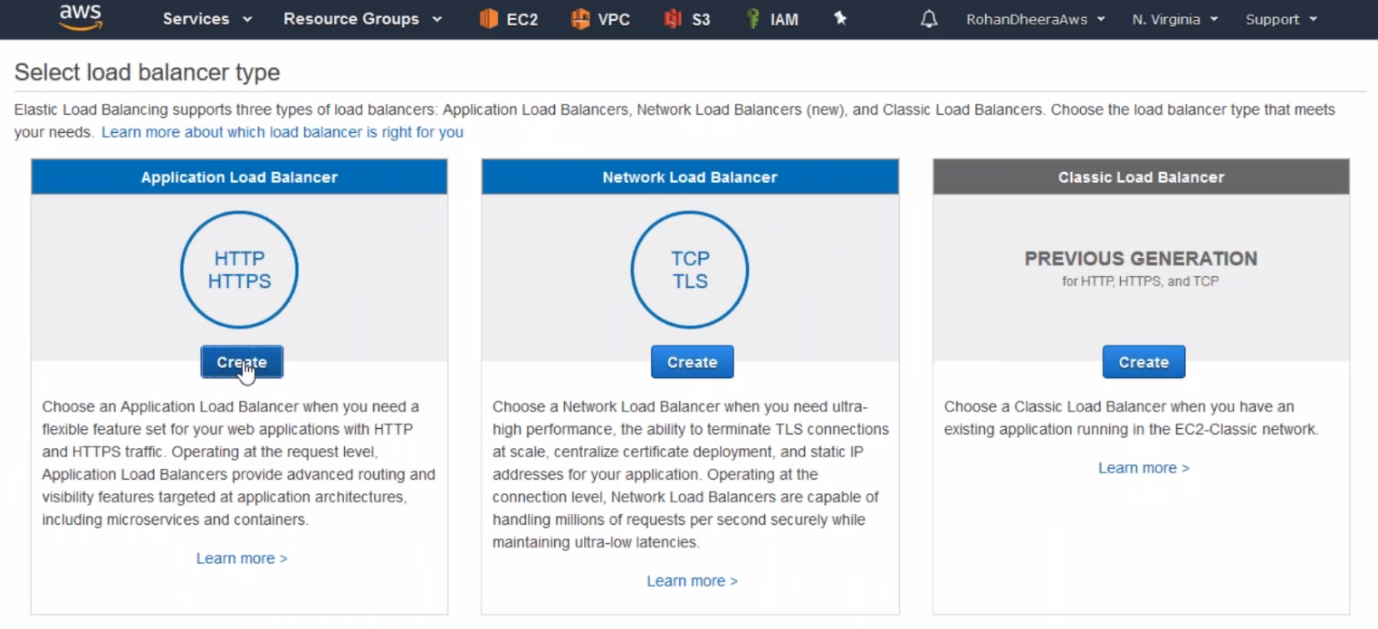 aws
Services Resource Groups EC2 VPC S3 IAM RohanDheeraAws N. Virginia Support
Select load balancer type
Elastic Load Balancing supports three types of load balancers: Application Load Balancers, Network Load Balancers (new), and Classic Load Balancers. Choose the load balancer type that meets
your needs. Learn more about which load balancer is right for you
Application Load Balancer
HTTP
HTTPS
Create
Choose an Application Load Balancer when you need a
flexible feature set for your web applications with HTTP
and HTTPS traffic. Operating at the request level,
Application Load Balancers provide advanced routing and
visibility features targeted at application architectures,
including microservices and containers.
Learn more >
Network Load Balancer
TCP
TLS
Create
Choose a Network Load Balancer when you need ultra-
high performance, the ability to terminate TLS connections
at scale, centralize certificate deployment, and static IP
addresses for your application. Operating at the
connection level, Network Load Balancers are capable of
handling millions of requests per second securely while
maintaining ultra-low latencies.
Learn more >
Classic Load Balancer
PREVIOUS GENERATION
for HTTP, HTTPS, and TCP
Create
Choose a Classic Load Balancer when you have an
existing application running in the EC2-Classic network.
Learn more >